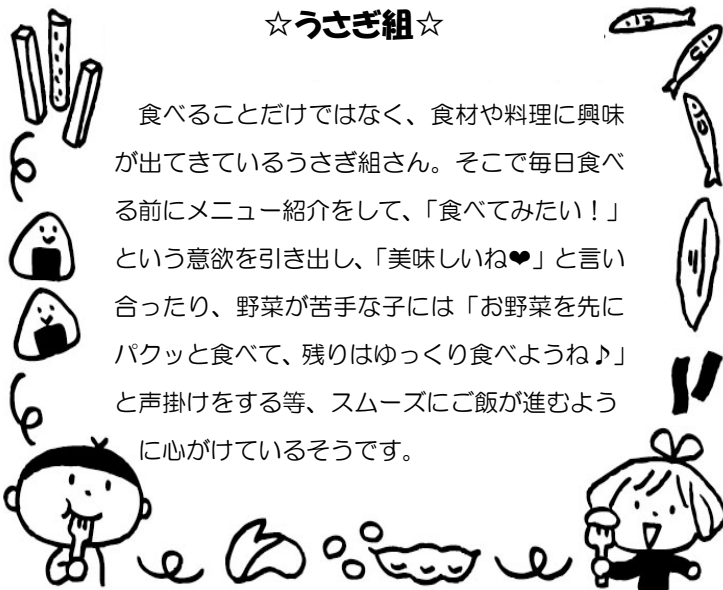 ☆うさぎ組☆
食べることだけではなく、食材や料理に興味
が出てきているうさぎ組さん。そこで毎日食べ
る前にメニュー紹介をして、「食べてみたい！」
という意欲を引き出し、「美味しいね❤」と言い
合ったり、野菜が苦手な子には「お野菜を先に
パクッと食べて、残りはゆっくり食べようね♪」
と声掛けをする等、スムーズにご飯が進むよう
に心がけているそうです。